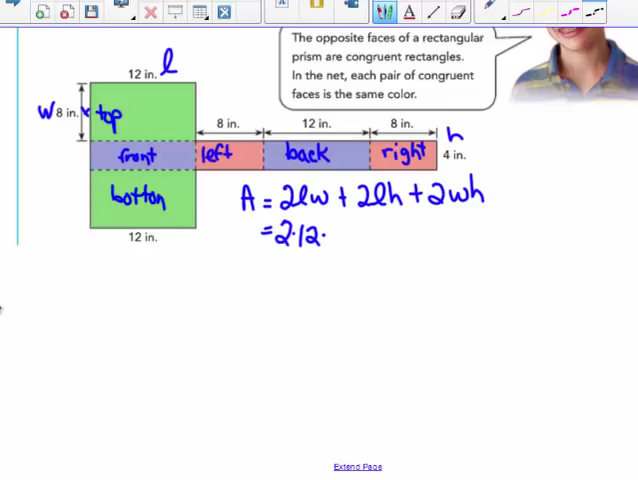 The opposite faces of a rectangular
prism are congruent rectangles.
In the net, each pair of congruent
faces is the same color.
12 in. l
w 8 in. top
8 in. 12 in. 8 in. h
front left back right 4 in.
botton A = 2lw + 2lh + 2wh
= 2·12·
12 in.
Extend Page